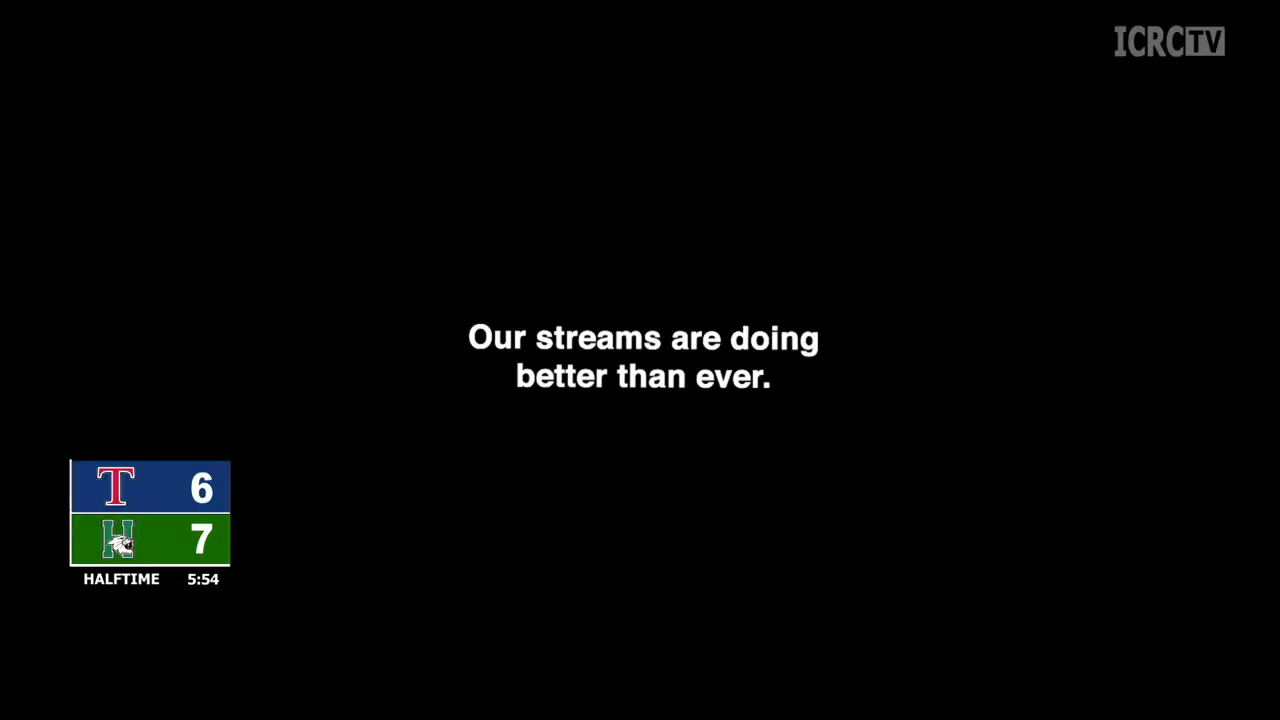 ICRCTV
Our streams are doing
better than ever.
T 6
H 7
HALFTIME 5:54